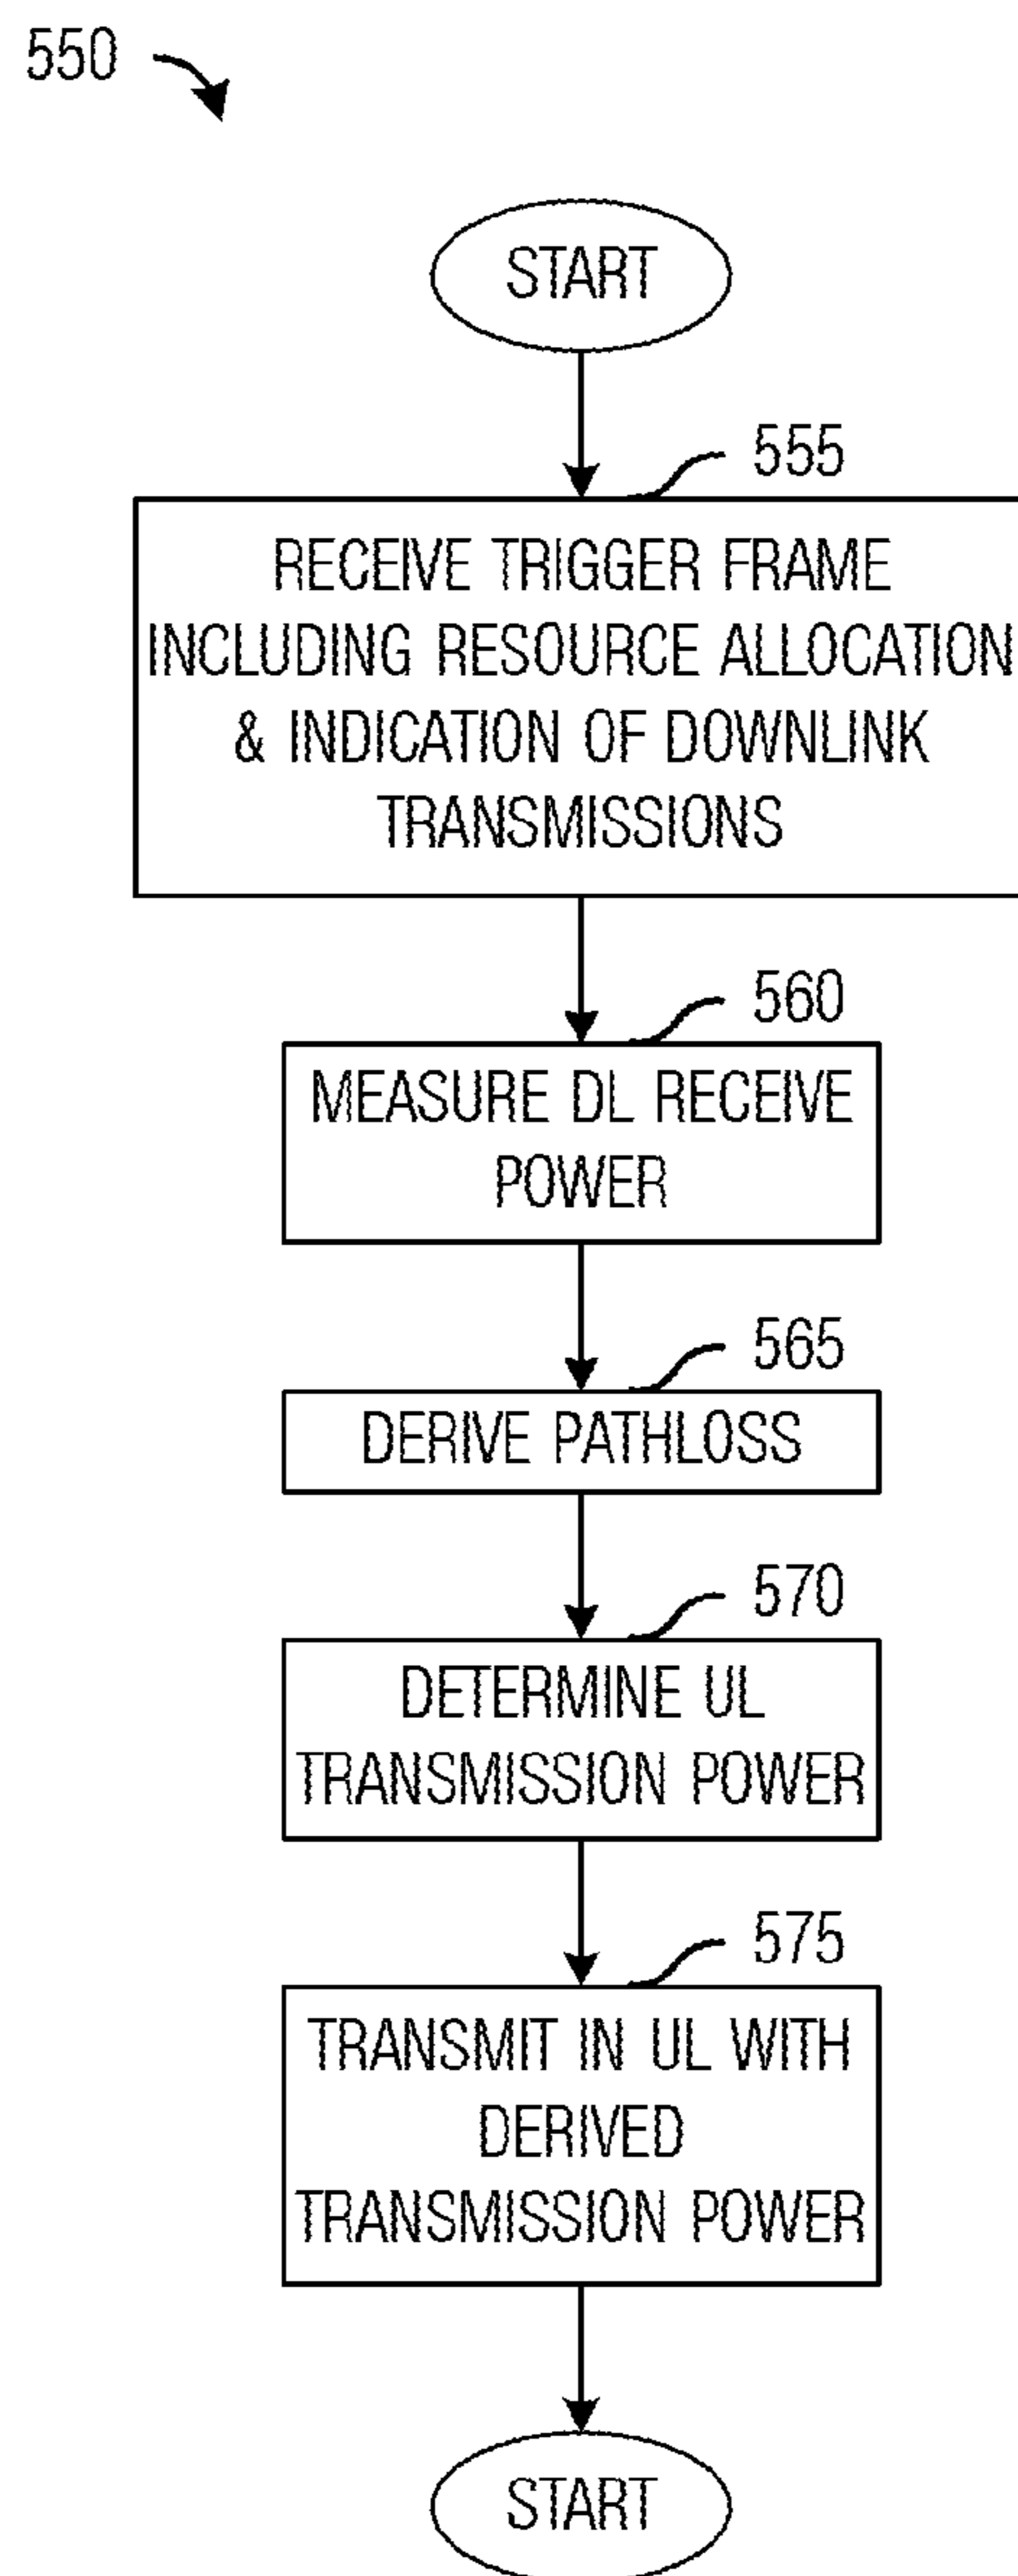 550
START
555
RECEIVE TRIGGER FRAME
INCLUDING RESOURCE ALLOCATION
& INDICATION OF DOWNLINK
TRANSMISSIONS
560
MEASURE DL RECEIVE
POWER
565
DERIVE PATHLOSS
570
DETERMINE UL
TRANSMISSION POWER
575
TRANSMIT IN UL WITH
DERIVED
TRANSMISSION POWER
START